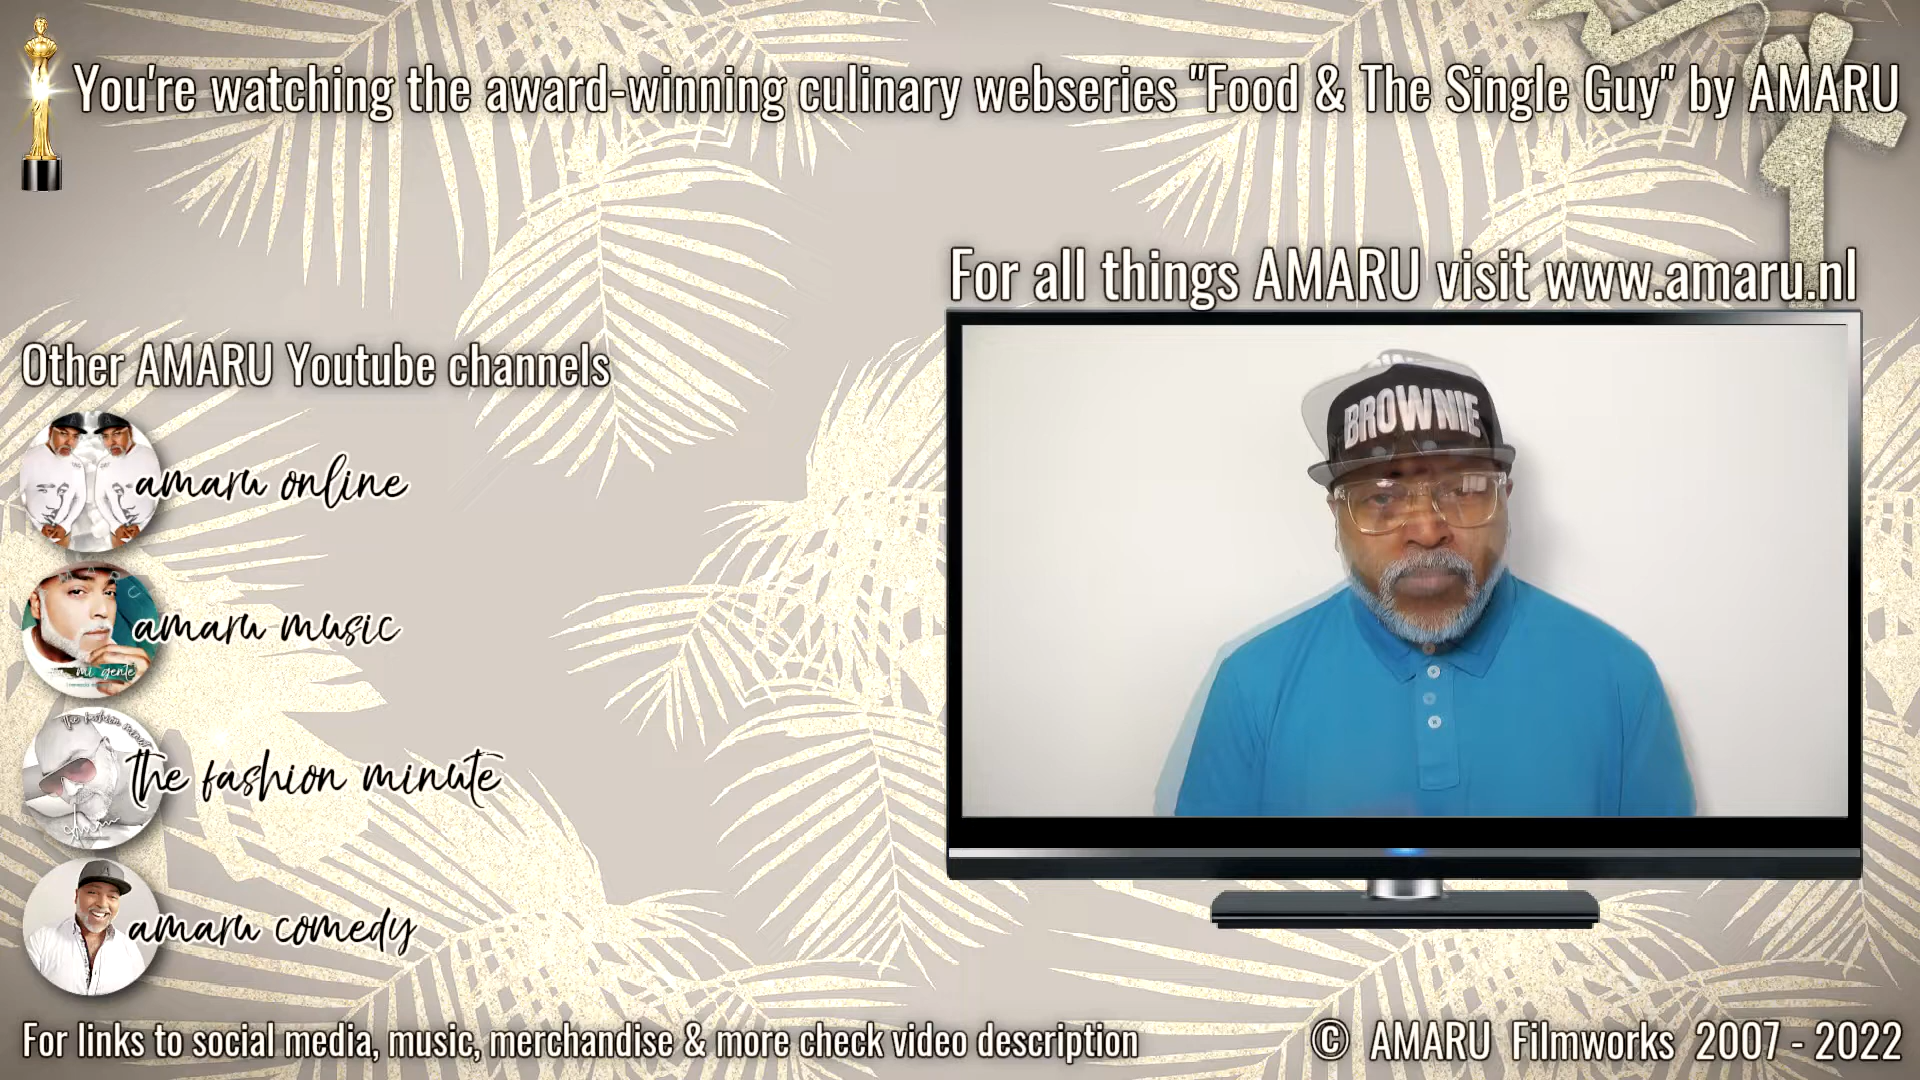 You're watching the award-winning culinary webseries "Food & The Single Guy" by AMARU
For all things AMARU visit www.amaru.nl
BROWNIE
Other AMARU Youtube channels
amaru online
amaru music
mi gente
the fashion minute
amaru comedy
For links to social media, music, merchandise & more check video description
© AMARU Filmworks 2007 - 2022